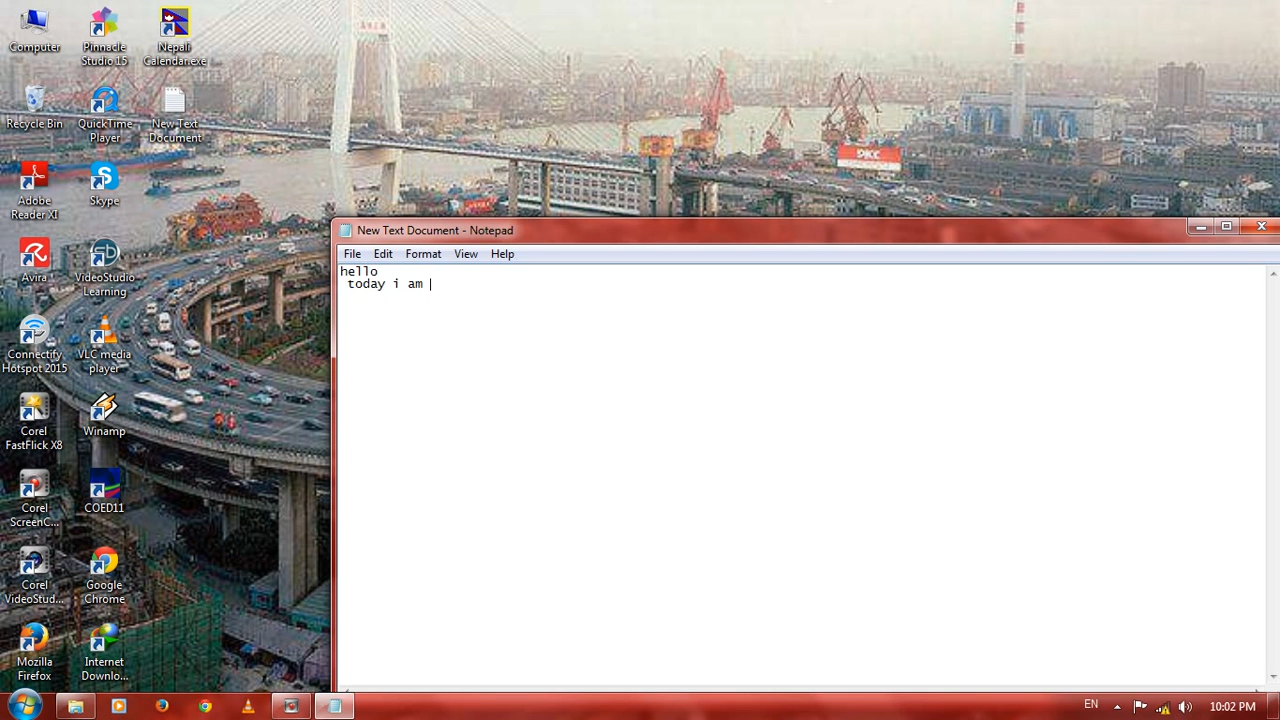 Computer
Pinnacle
Studio 15
Nepali
Calendar.exe
Recycle Bin
QuickTime
Player
New Text
Document
Adobe
Reader XI
Skype
Avira
VideoStudio
Learning
Connectify
Hotspot 2015
VLC media
player
Corel
FastFlick X8
Winamp
Corel
ScreenC...
COED11
Corel
VideoStud...
Google
Chrome
Mozilla
Firefox
Internet
Downlo...
New Text Document - Notepad
File Edit Format View Help
hello
today i am
EN
10:02 PM